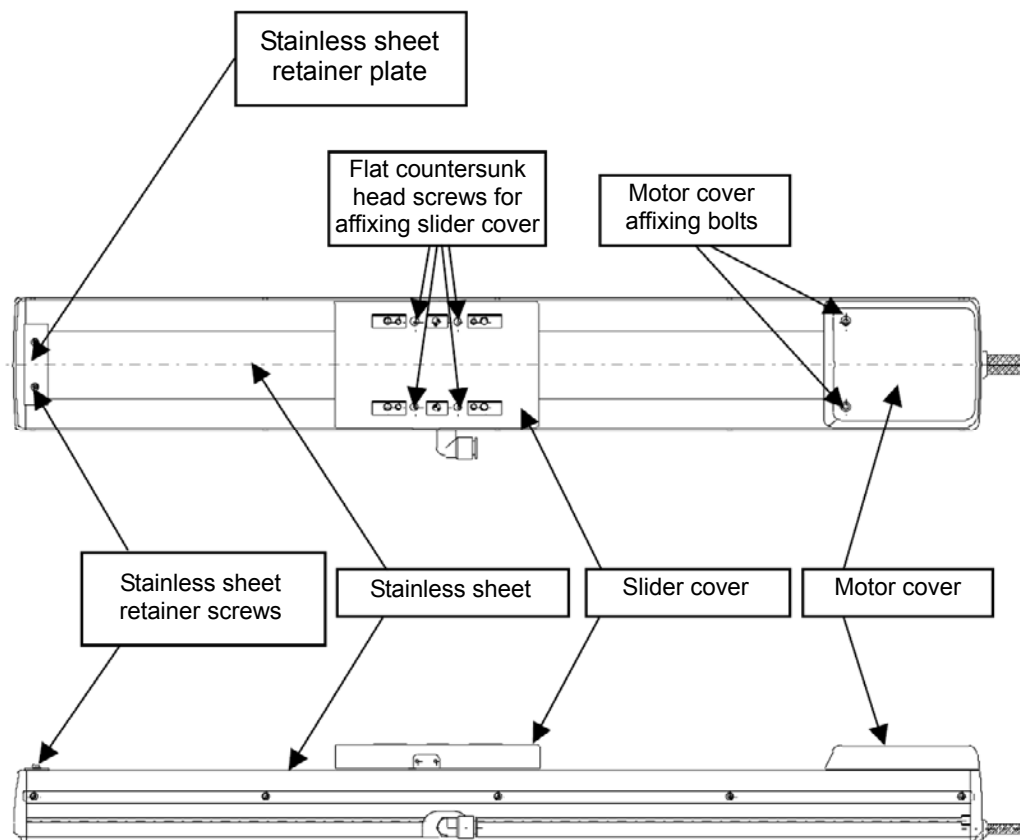 Stainless sheet
retainer plate
Flat countersunk
head screws for
affixing slider cover
Motor cover
affixing bolts
Stainless sheet
retainer screws
Stainless sheet
Slider cover
Motor cover